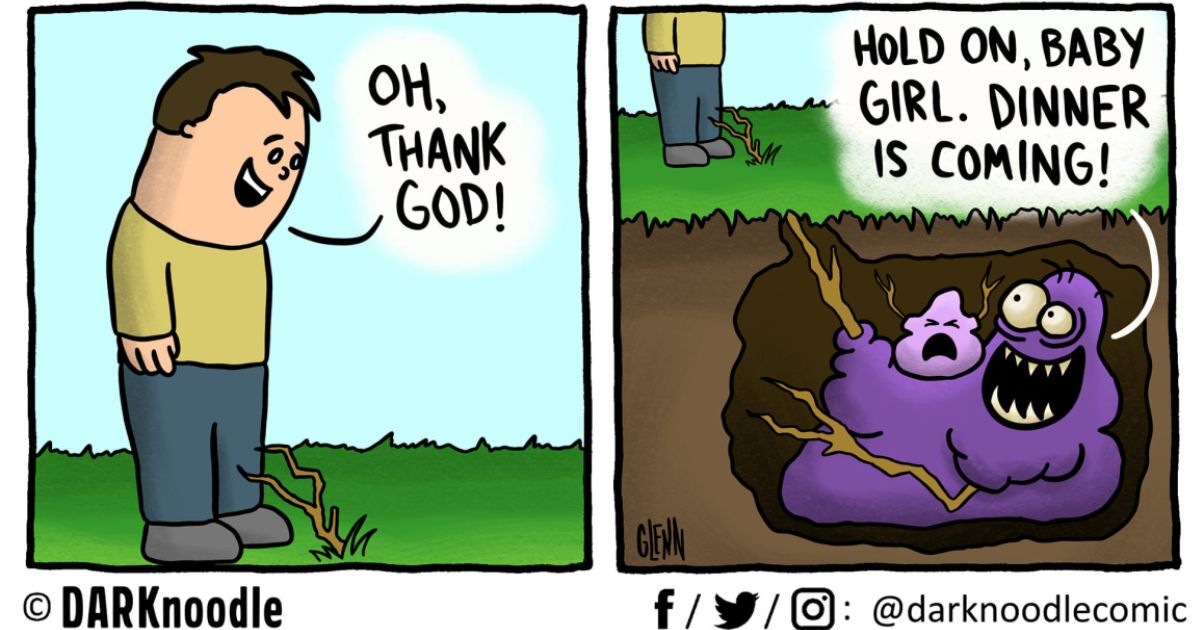 OH,
THANK
GOD!
HOLD ON, BABY
GIRL. DINNER
IS COMING!
GLENN
© DARKnoodle
f / / : @darknoodlecomic